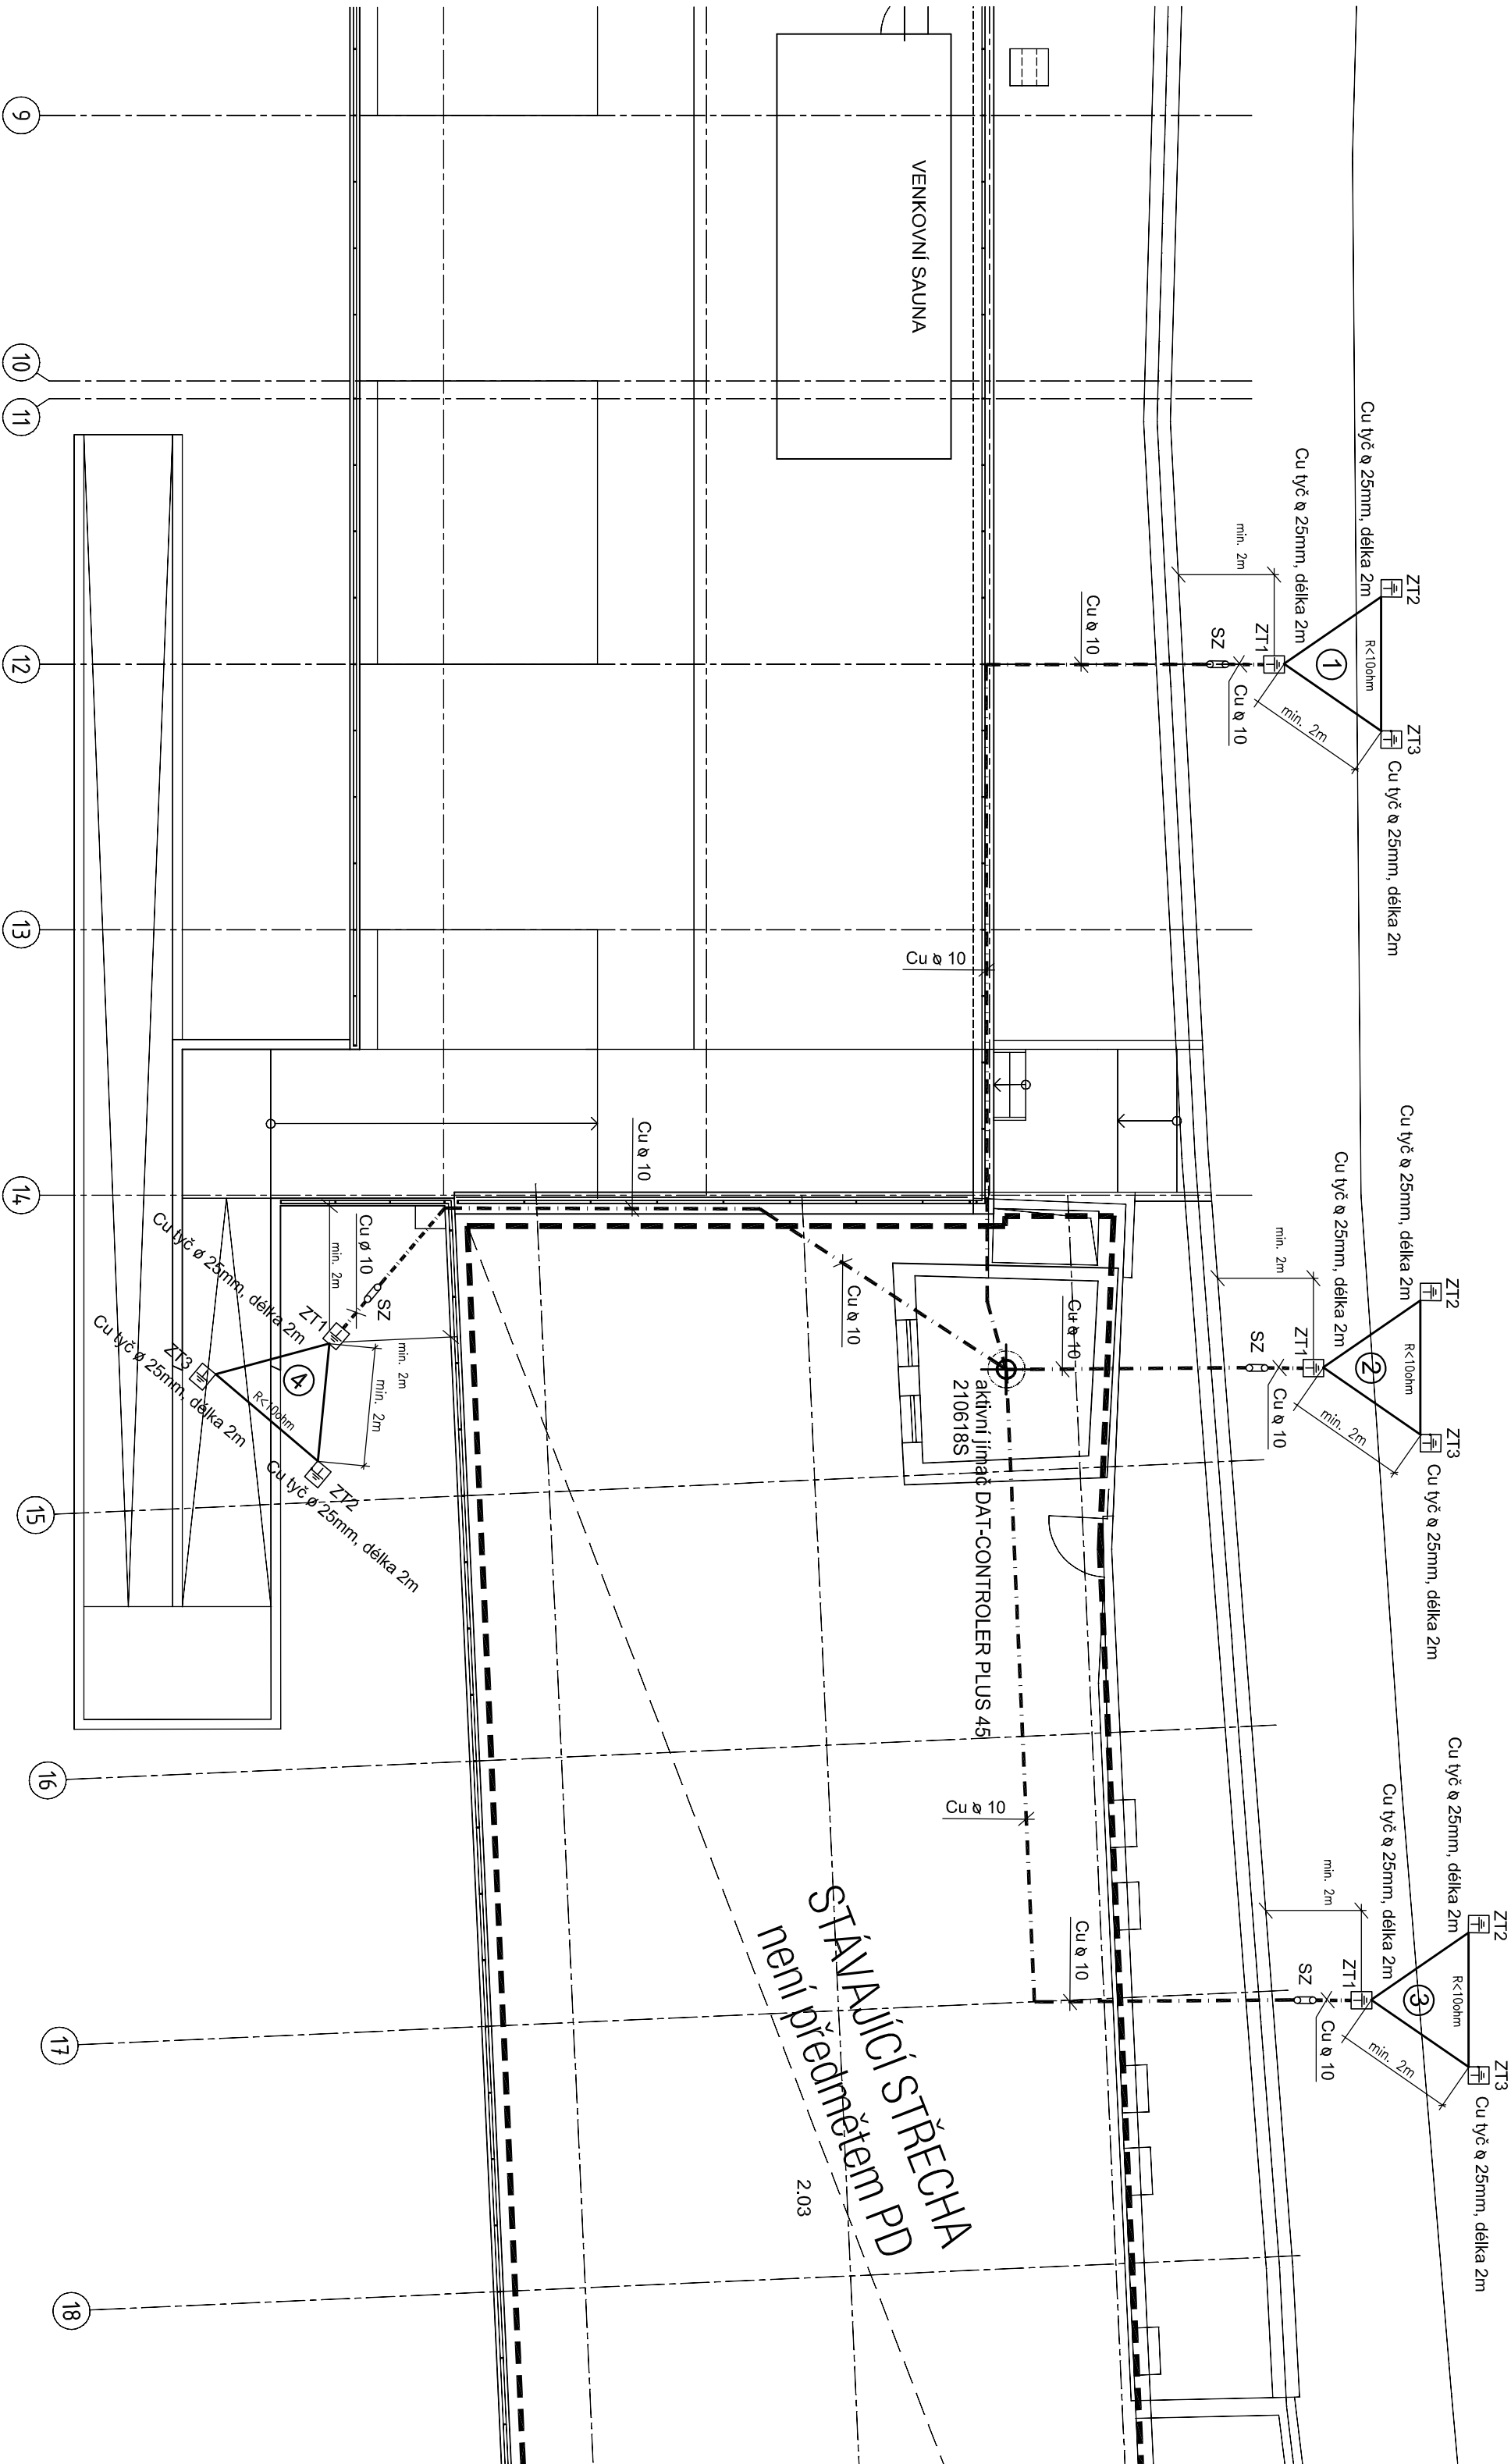 ZT2
Cu tyč ø 25mm, délka 2m
Cu tyč ø 25mm, délka 2m
R<10ohm
1
ZT1
ZT3
Cu tyč ø 25mm, délka 2m
min. 2m
min. 2m
SZ
Cu ø 10
Cu ø 10
ZT2
Cu tyč ø 25mm, délka 2m
Cu tyč ø 25mm, délka 2m
R<10ohm
2
ZT1
ZT3
Cu tyč ø 25mm, délka 2m
min. 2m
min. 2m
SZ
Cu ø 10
Cu ø 10
ZT2
Cu tyč ø 25mm, délka 2m
Cu tyč ø 25mm, délka 2m
R<10ohm
3
ZT1
ZT3
Cu tyč ø 25mm, délka 2m
min. 2m
min. 2m
SZ
Cu ø 10
Cu ø 10
VENKOVNÍ SAUNA
Cu ø 10
aktivní jímač DAT-CONTROLER PLUS 45
210618S
Cu ø 10
STÁVAJÍCÍ STŘECHA
není předmětem PD
2.03
Cu ø 10
Cu ø 10
Cu ø 10
SZ
min. 2m
min. 2m
min. 2m
ZT1
Cu tyč ø 25mm, délka 2m
4
R<10ohm
ZT3
Cu tyč ø 25mm, délka 2m
ZT2
Cu tyč ø 25mm, délka 2m
9
10
11
12
13
14
15
16
17
18